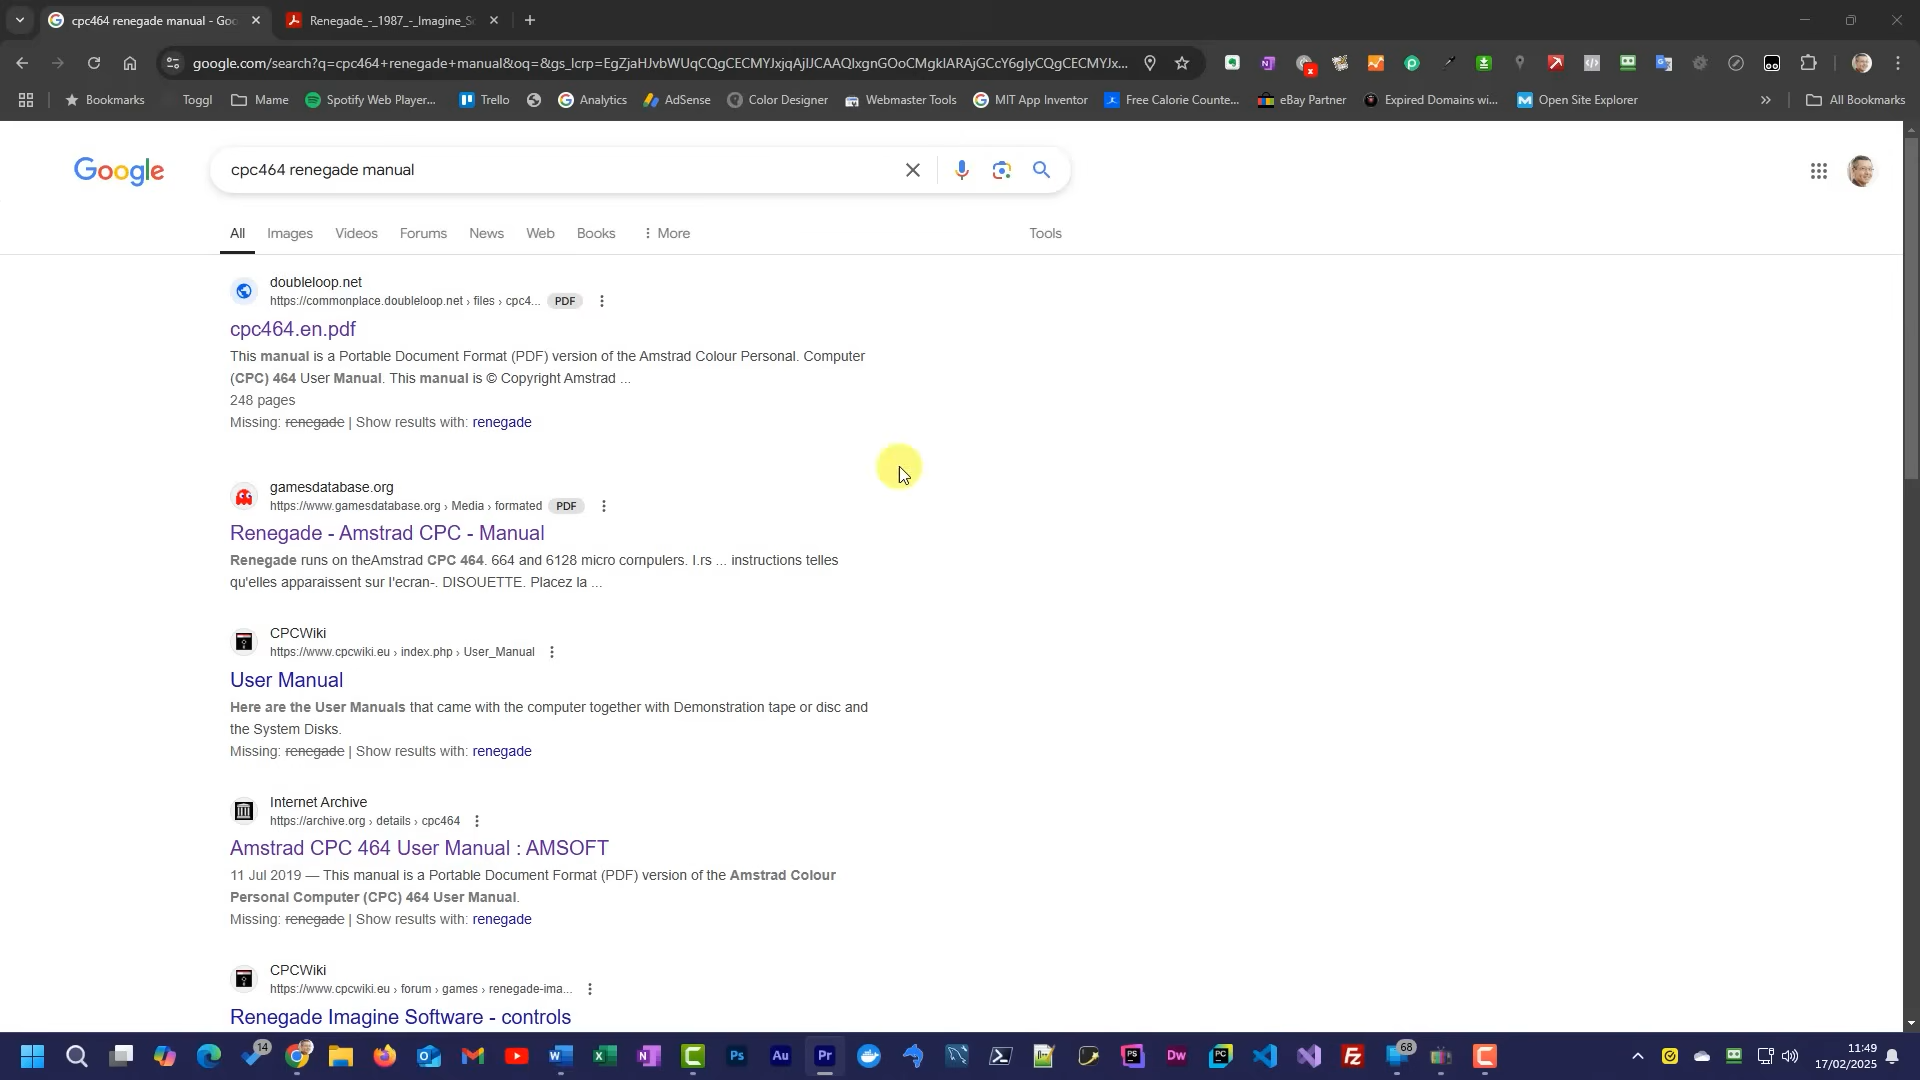 cpc464 renegade manual - Goo
Renegade_-_1987_-_Imagine_So
google.com/search?q=cpc464+renegade+manual&oq=&gs_lcrp=EgZjaHJvbWUqCQgCECMYJxjqAjIJCAAQIxgnGOoCMgkIARAjGCcY6gIyCQgCECMYJx...
Bookmarks
Toggl
Mame
Spotify Web Player...
Trello
Analytics
AdSense
Color Designer
Webmaster Tools
MIT App Inventor
Free Calorie Counte...
eBay Partner
Expired Domains wi...
Open Site Explorer
All Bookmarks
Google
cpc464 renegade manual
All
Images
Videos
Forums
News
Web
Books
More
Tools
doubleloop.net
https://commonplace.doubleloop.net › files › cpc4... PDF
cpc464.en.pdf
This manual is a Portable Document Format (PDF) version of the Amstrad Colour Personal. Computer
(CPC) 464 User Manual. This manual is © Copyright Amstrad ...
248 pages
Missing: renegade | Show results with: renegade
gamesdatabase.org
https://www.gamesdatabase.org › Media › formated PDF
Renegade - Amstrad CPC - Manual
Renegade runs on theAmstrad CPC 464. 664 and 6128 micro cornpulers. I.rs ... instructions telles
qu'elles apparaissent sur I'ecran-. DISOUETTE. Placez la ...
CPCWiki
https://www.cpcwiki.eu › index.php › User_Manual
User Manual
Here are the User Manuals that came with the computer together with Demonstration tape or disc and
the System Disks.
Missing: renegade | Show results with: renegade
Internet Archive
https://archive.org › details › cpc464
Amstrad CPC 464 User Manual : AMSOFT
11 Jul 2019 — This manual is a Portable Document Format (PDF) version of the Amstrad Colour
Personal Computer (CPC) 464 User Manual.
Missing: renegade | Show results with: renegade
CPCWiki
https://www.cpcwiki.eu › forum › games › renegade-ima...
Renegade Imagine Software - controls
14
Ps
Au
Pr
PS
Dw
PC
68
11:49
17/02/2025